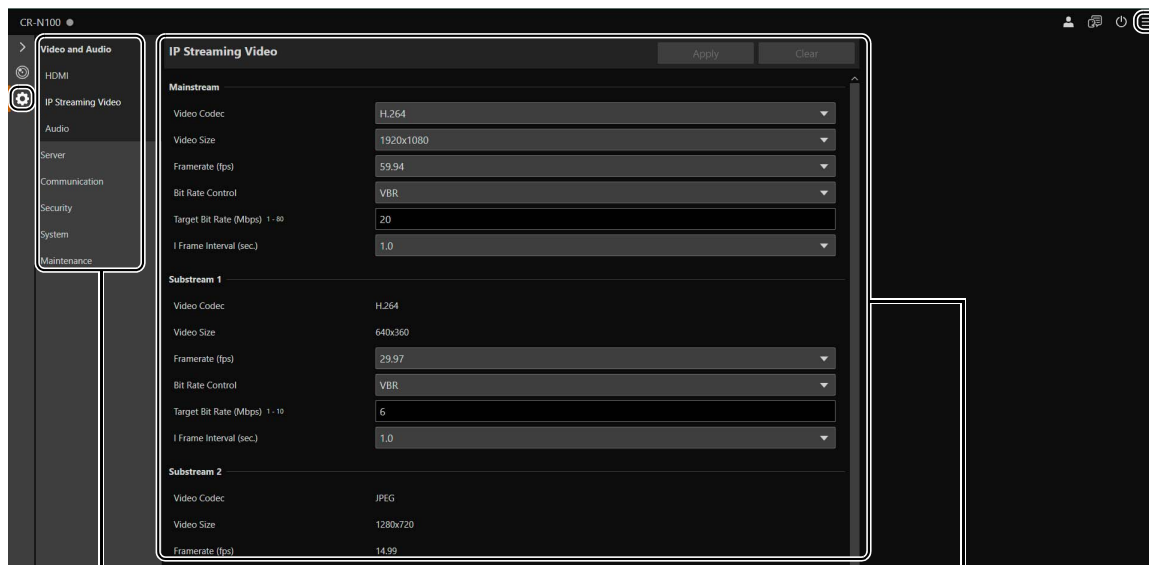 CR-N100
Video and Audio
HDMI
IP Streaming Video
Audio
Server
Communication
Security
System
Maintenance
IP Streaming Video
Apply
Clear
Mainstream
Video Codec H.264
Video Size 1920x1080
Framerate (fps) 59.94
Bit Rate Control VBR
Target Bit Rate (Mbps) 1 - 80 20
I Frame Interval (sec.) 1.0
Substream 1
Video Codec H.264
Video Size 640x360
Framerate (fps) 29.97
Bit Rate Control VBR
Target Bit Rate (Mbps) 1 - 10 6
I Frame Interval (sec.) 1.0
Substream 2
Video Codec JPEG
Video Size 1280x720
Framerate (fps) 14.99